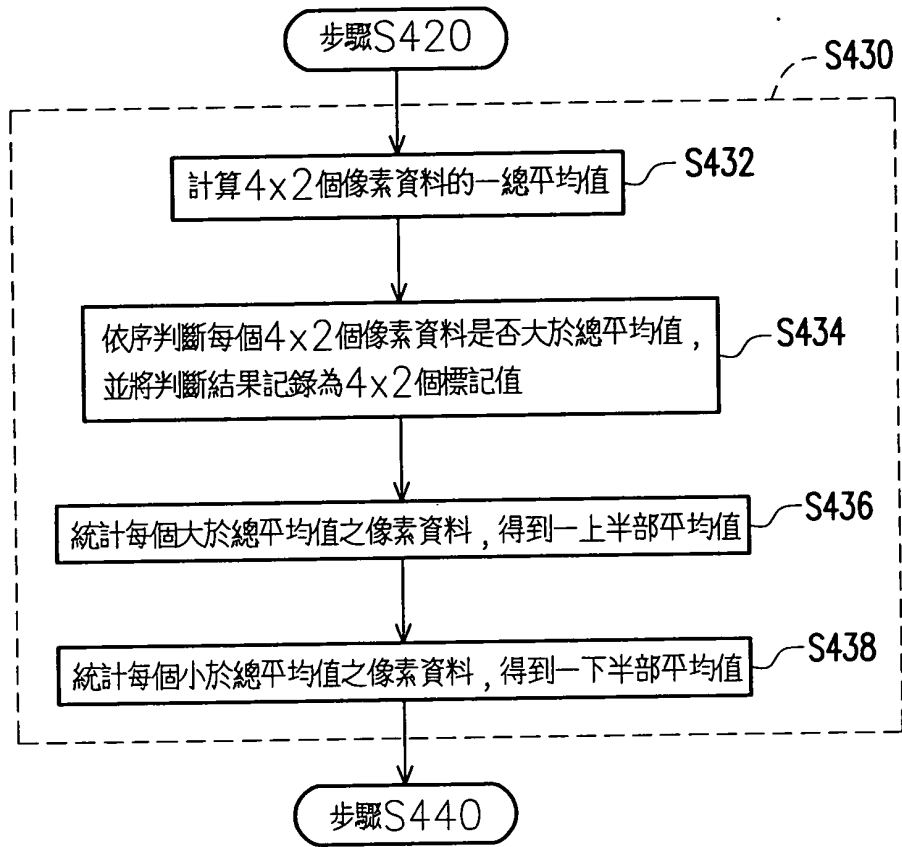 步驟S420
S430
計算4x2個像素資料的一總平均值
S432
依序判斷每個4x2個像素資料是否大於總平均值,
並將判斷結果記錄為4x2個標記值
S434
統計每個大於總平均值之像素資料,得到一上半部平均值
S436
統計每個小於總平均值之像素資料,得到一下半部平均值
S438
步驟S440